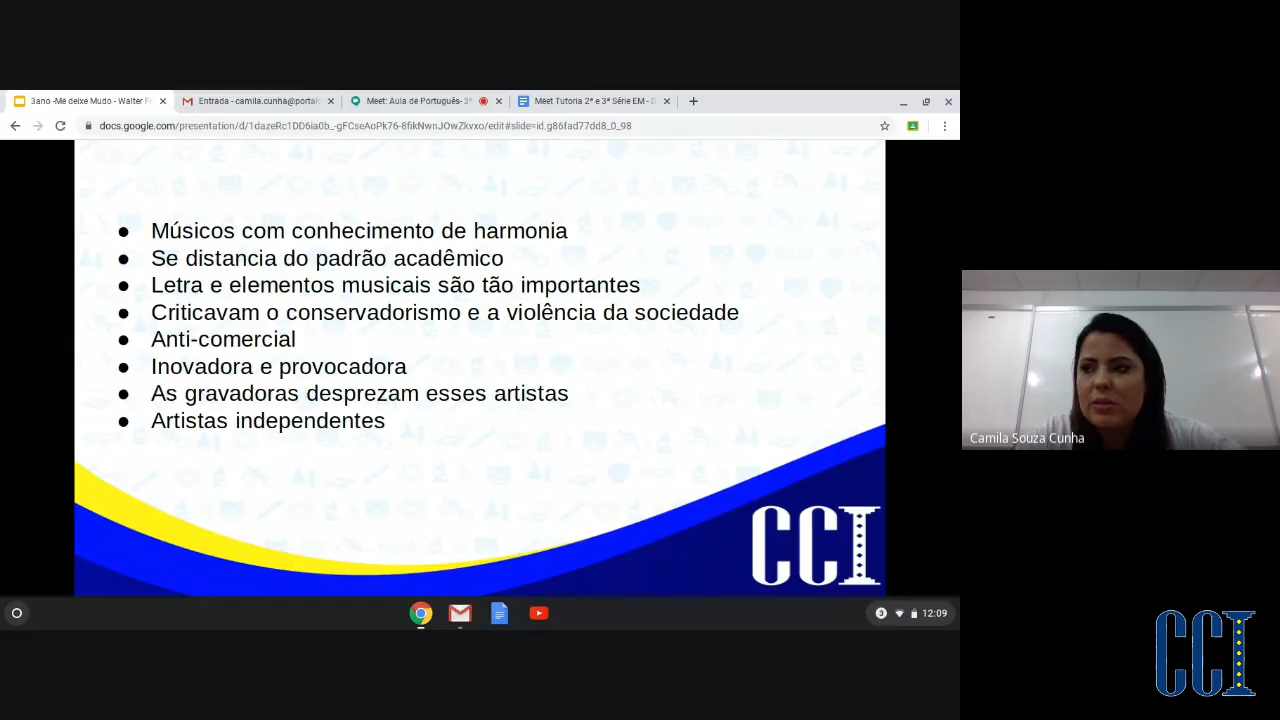 3ano -Me deixe Mudo - Walter Fr
Entrada - camila.cunha@portal
Meet: Aula de Português- 3ª
Meet Tutoria 2ª e 3ª Série EM - D
docs.google.com/presentation/d/1dazeRc1DD6ia0b_-gFCseAoPk76-8fikNwnJOwZkvxo/edit#slide=id.g86fad77dd8_0_98
● Músicos com conhecimento de harmonia
● Se distancia do padrão acadêmico
● Letra e elementos musicais são tão importantes
● Criticavam o conservadorismo e a violência da sociedade
● Anti-comercial
● Inovadora e provocadora
● As gravadoras desprezam esses artistas
● Artistas independentes
CCI
Camila Souza Cunha
3 12:09
CCI